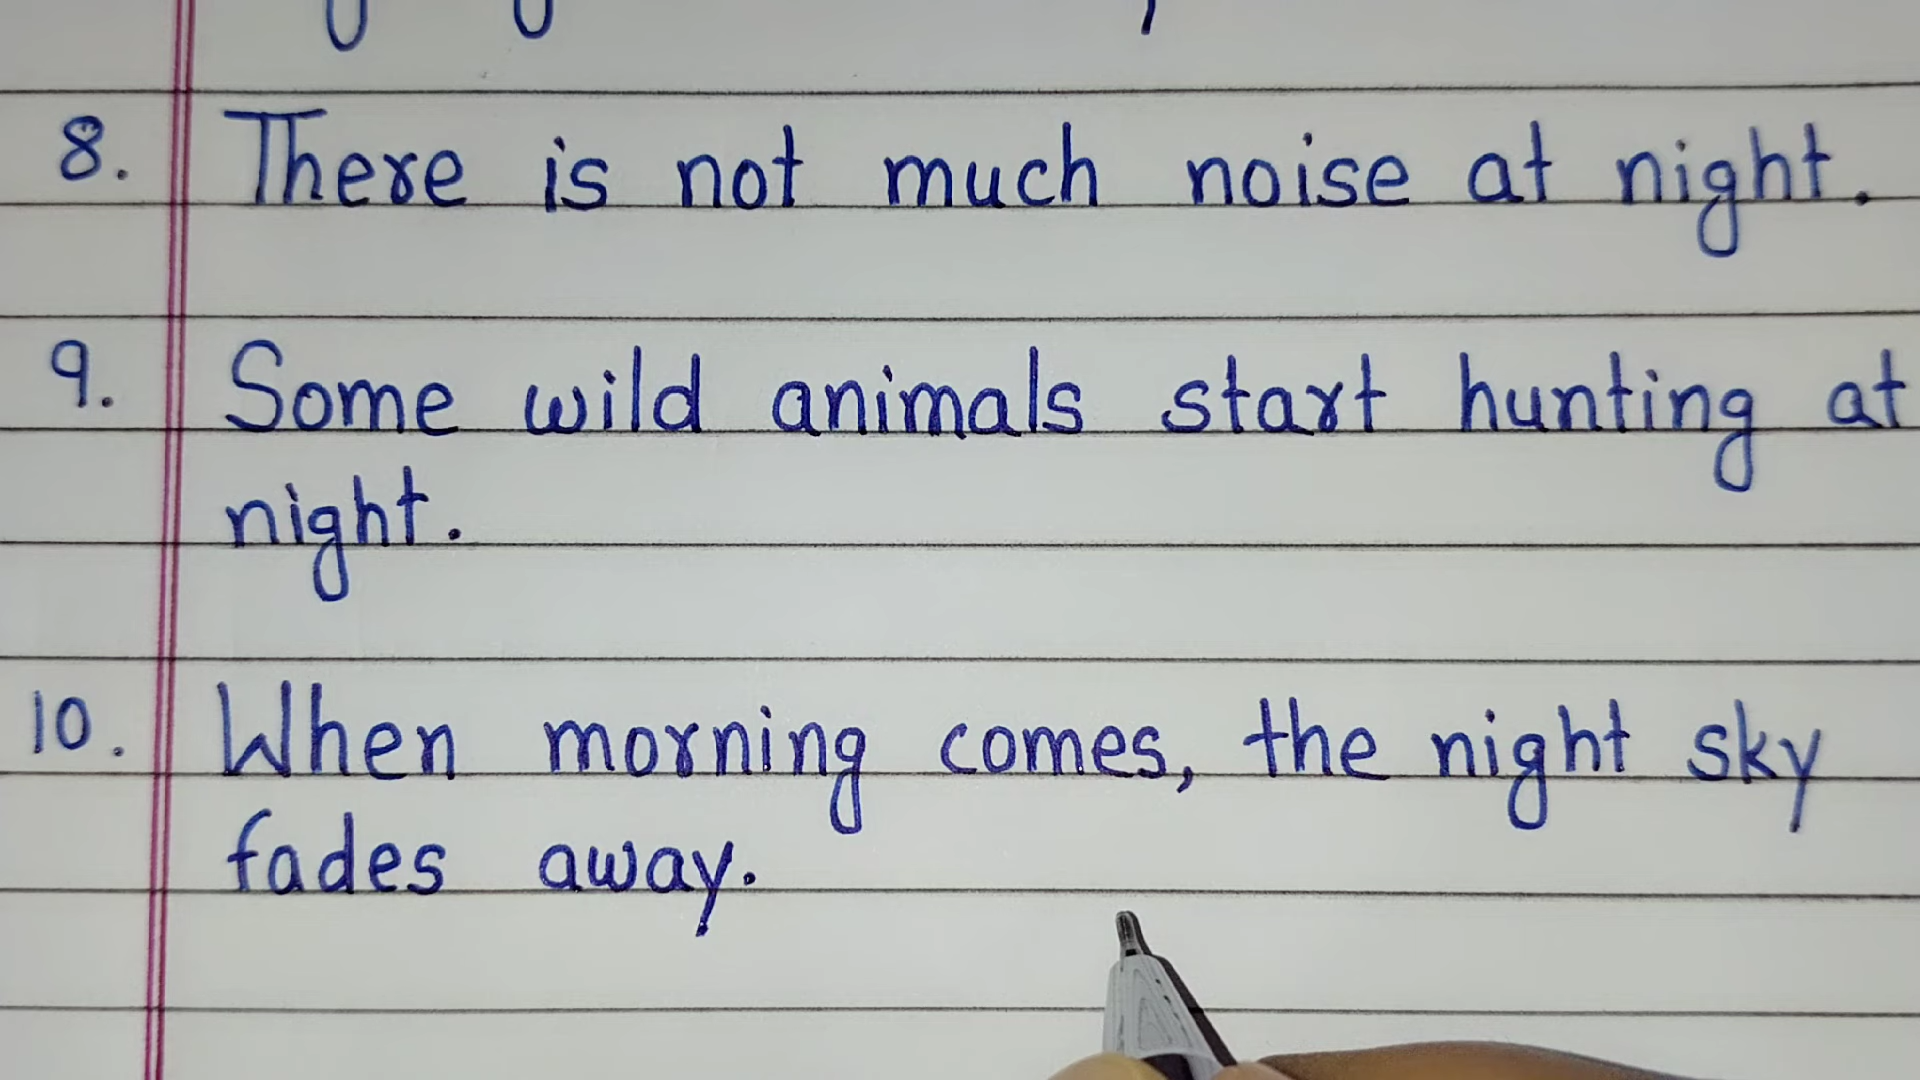 8. There is not much noise at night.
9. Some wild animals start hunting at
night.
10. When morning comes, the night sky
fades away.